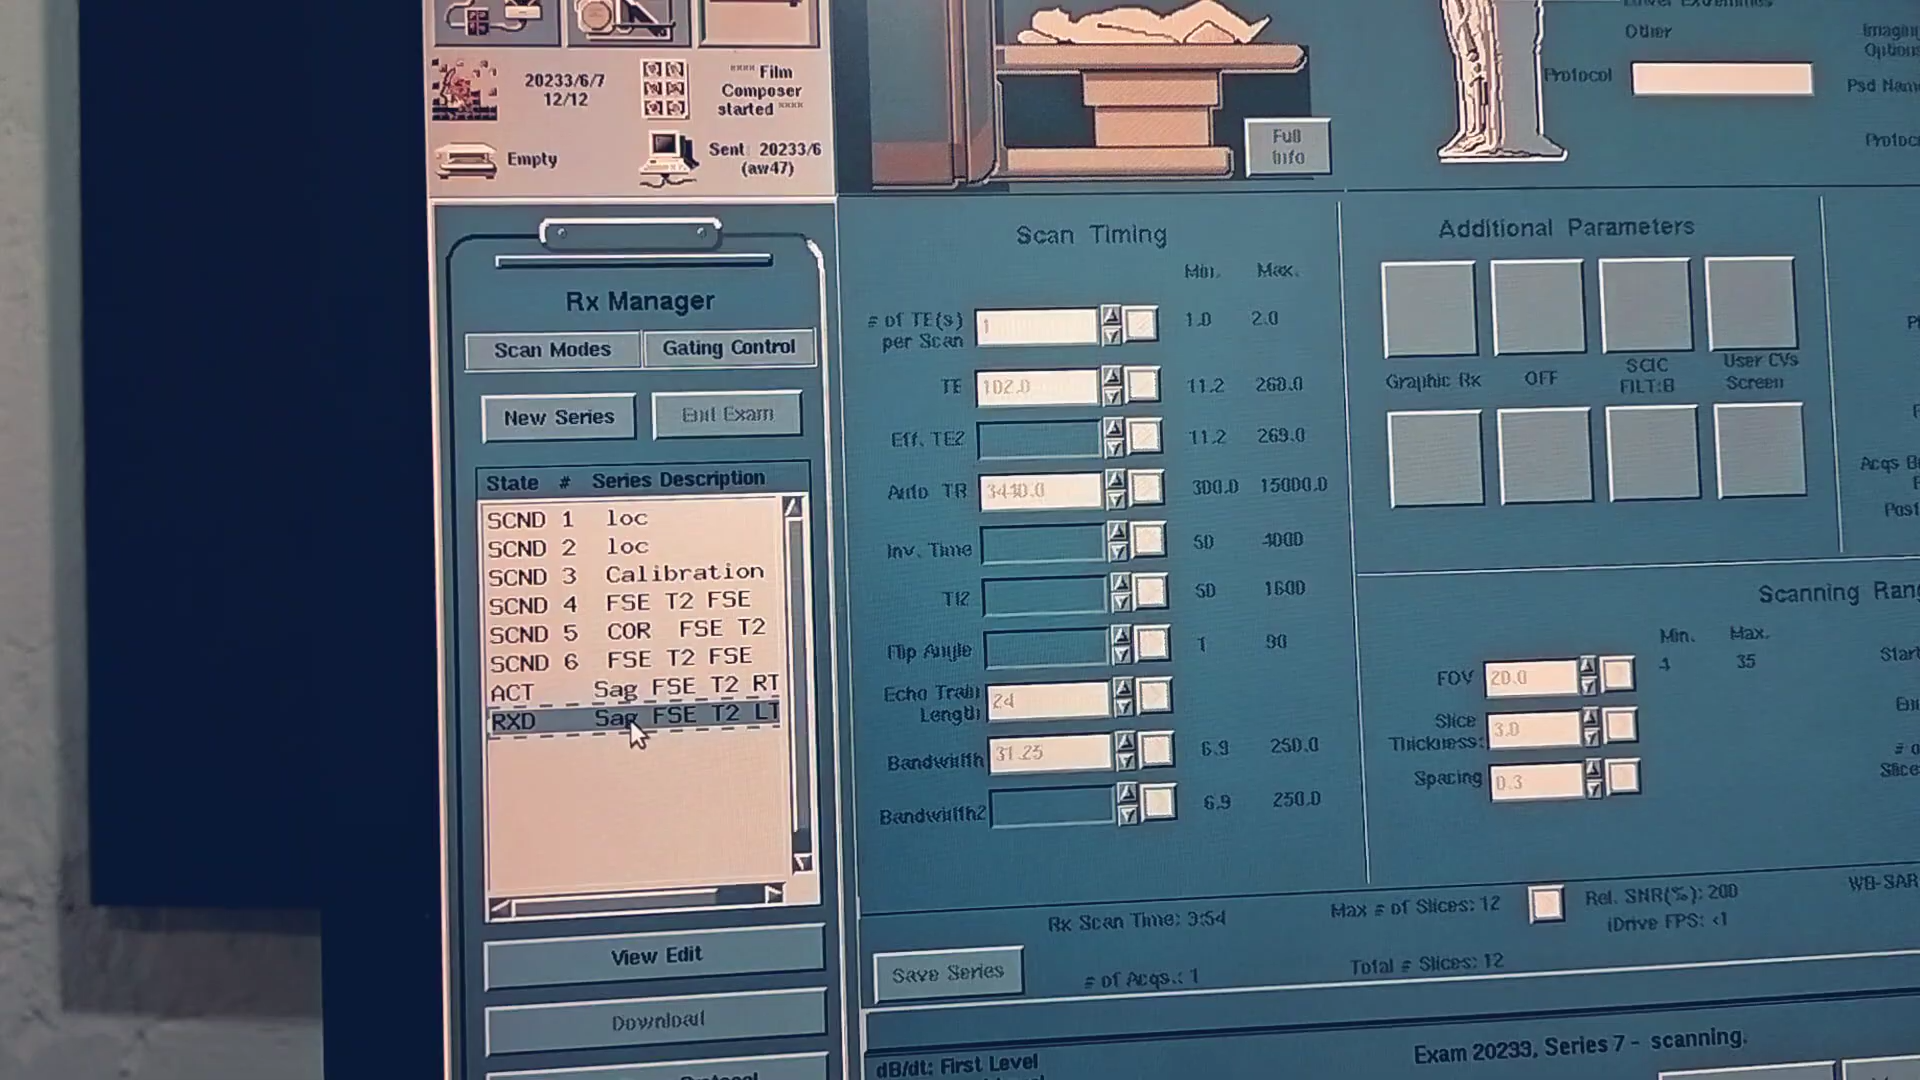 20233/6/7
12/12
**** Film
Composer
started ****
Empty
Sent: 20233/6
(aw47)
Full
Info
Other
Protocol
Psd Name
Rx Manager
Scan Modes
Gating Control
New Series
End Exam
State # Series Description
SCND 1 loc
SCND 2 loc
SCND 3 Calibration
SCND 4 FSE T2 FSE
SCND 5 COR FSE T2
SCND 6 FSE T2 FSE
ACT Sag FSE T2 RT
RXD Sag FSE T2 LT
View Edit
Download
Protocol
Scan Timing
Min. Max.
# of TE(s)
per Scan 1 1.0 2.0
TE 102.0 11.2 260.0
Eff. TE2 11.2 269.0
Auto TR 3440.0 300.0 15000.0
Inv. Time 50 4000
TI2 50 1600
Flip Angle 1 90
Echo Train
Length 24
Bandwidth 31.25 6.9 250.0
Bandwidth2 6.9 250.0
Additional Parameters
Graphic Rx
OFF
SCIC
FILT:B
User CVs
Screen
Scanning Rang
Min. Max.
FOV 20.0 4 35
Slice
Thickness: 3.0
Spacing 0.3
Start
# o
Slice
Rx Scan Time: 3:54
Max # of Slices: 12
Rel. SNR(%): 200
iDrive FPS: <1
WB-SAR
Save Series
# of Acqs.: 1
Total # Slices: 12
dB/dt: First Level
Exam 20233, Series 7 - scanning.